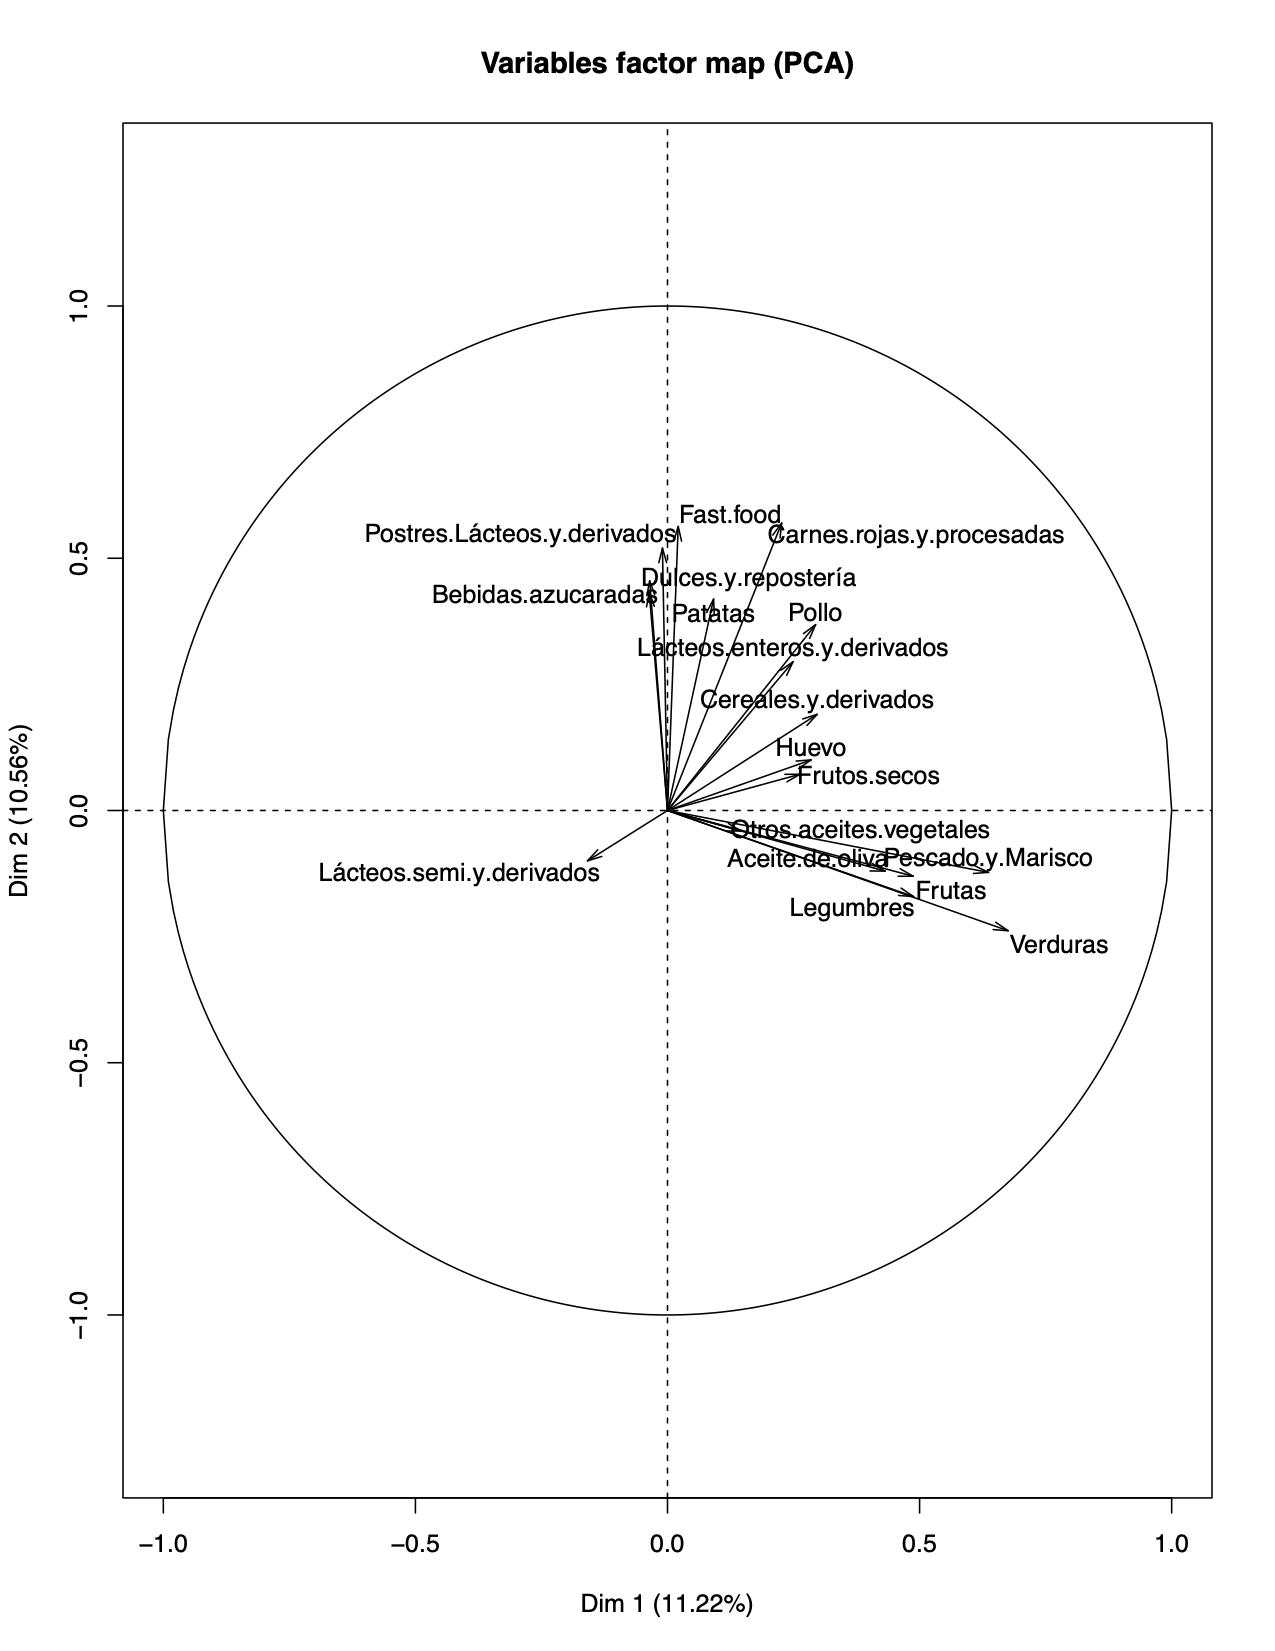 Variables factor map (PCA)
1.0
Fast.food
Postres.Lácteos.y.derivados
Carnes.rojas.y.procesadas
0.5
Dulces.y.repostería
Bebidas.azucaradas
Patatas
Pollo
Lácteos.enteros.y.derivados
Cereales.y.derivados
Huevo
Frutos.secos
0.0
Otros.aceites.vegetales
Aceite.de.oliva
Pescado.y.Marisco
Lácteos.semi.y.derivados
Frutas
Legumbres
Verduras
Dim 2 (10.56%)
−0.5
−1.0
−1.0 −0.5 0.0 0.5 1.0
Dim 1 (11.22%)